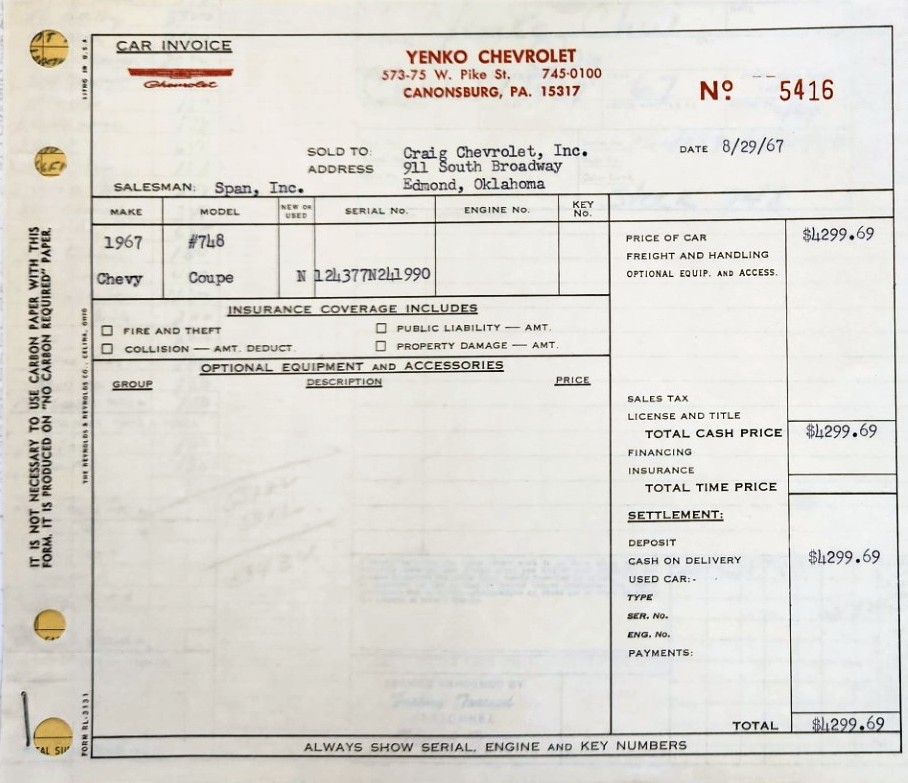 CAR INVOICE
Chevrolet
YENKO CHEVROLET
573-75 W. Pike St. 745-0100
CANONSBURG, PA. 15317
Nº 5416
SOLD TO: Craig Chevrolet, Inc.
DATE 8/29/67
ADDRESS 911 South Broadway
Edmond, Oklahoma
SALESMAN: Span, Inc.
MAKE MODEL NEW OR USED SERIAL No. ENGINE No. KEY No.
1967 #748
Chevy Coupe N 124377N241990
PRICE OF CAR $4299.69
FREIGHT AND HANDLING
OPTIONAL EQUIP. AND ACCESS.
INSURANCE COVERAGE INCLUDES
FIRE AND THEFT PUBLIC LIABILITY — AMT.
COLLISION — AMT. DEDUCT. PROPERTY DAMAGE — AMT.
OPTIONAL EQUIPMENT AND ACCESSORIES
GROUP DESCRIPTION PRICE
SALES TAX
LICENSE AND TITLE
TOTAL CASH PRICE $4299.69
FINANCING
INSURANCE
TOTAL TIME PRICE
SETTLEMENT:
DEPOSIT
CASH ON DELIVERY $4299.69
USED CAR:-
TYPE
SER. No.
ENG. No.
PAYMENTS:
TOTAL $4299.69
ALWAYS SHOW SERIAL, ENGINE AND KEY NUMBERS
IT IS NOT NECESSARY TO USE CARBON PAPER WITH THIS
FORM. IT IS PRODUCED ON "NO CARBON REQUIRED" PAPER.
LITHO IN U.S.A.
THE REYNOLDS & REYNOLDS CO., CELINA, OHIO
FORM RL-3131